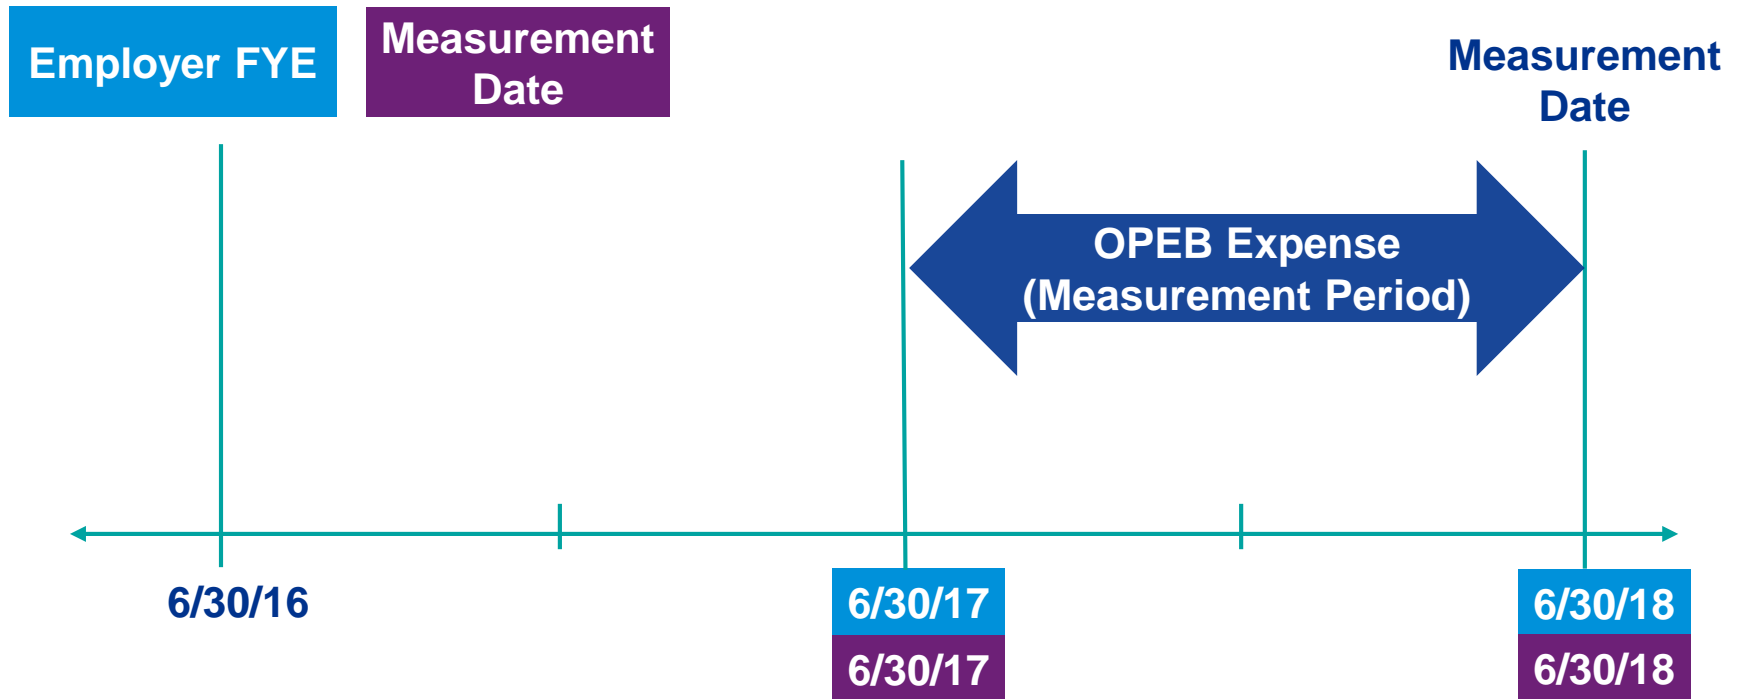 Employer FYE
Measurement
Date
Measurement
Date
OPEB Expense
(Measurement Period)
6/30/16
6/30/17
6/30/17
6/30/18
6/30/18